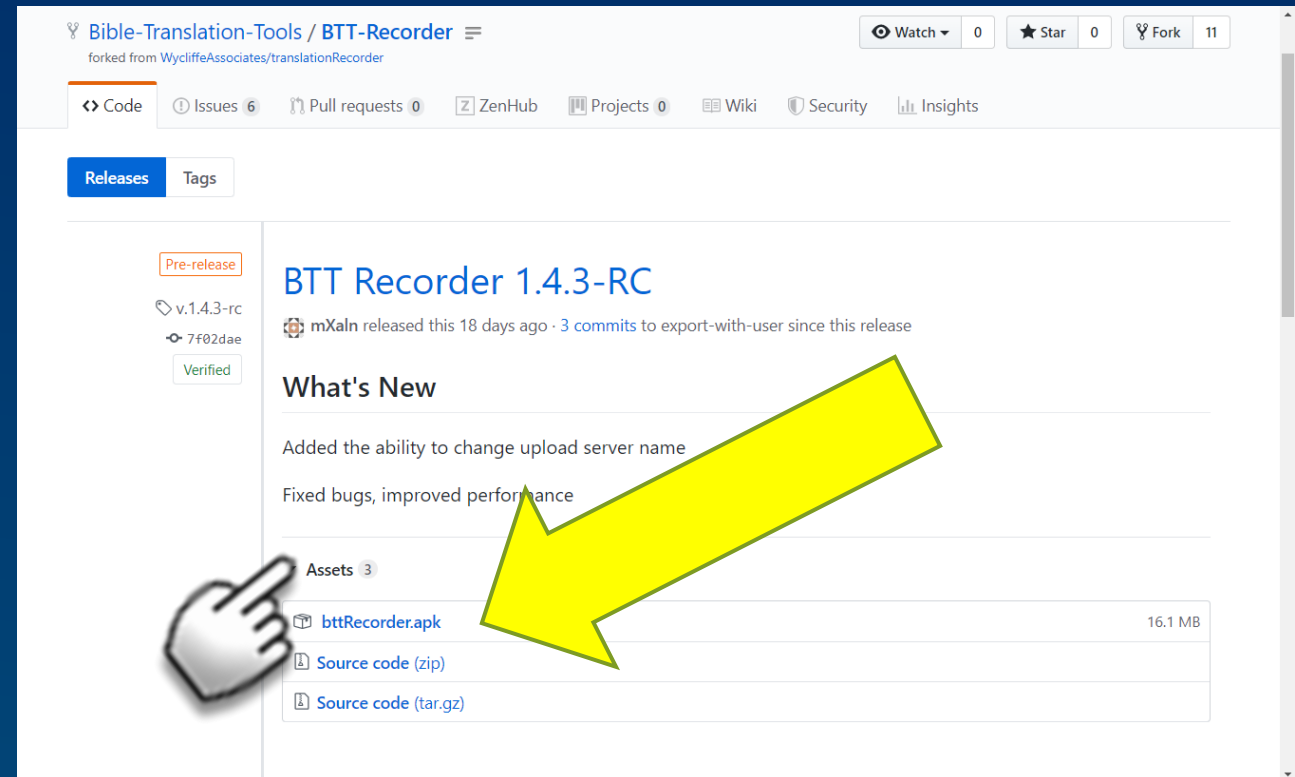 Bible-Translation-Tools / BTT-Recorder
Watch 0 Star 0 Fork 11
forked from WycliffeAssociates/translationRecorder
Code Issues 6 Pull requests 0 ZenHub Projects 0 Wiki Security Insights
Releases Tags
Pre-release
v.1.4.3-rc
7f02dae
Verified
BTT Recorder 1.4.3-RC
mXaln released this 18 days ago · 3 commits to export-with-user since this release
What's New
Added the ability to change upload server name
Fixed bugs, improved performance
Assets 3
bttRecorder.apk 16.1 MB
Source code (zip)
Source code (tar.gz)